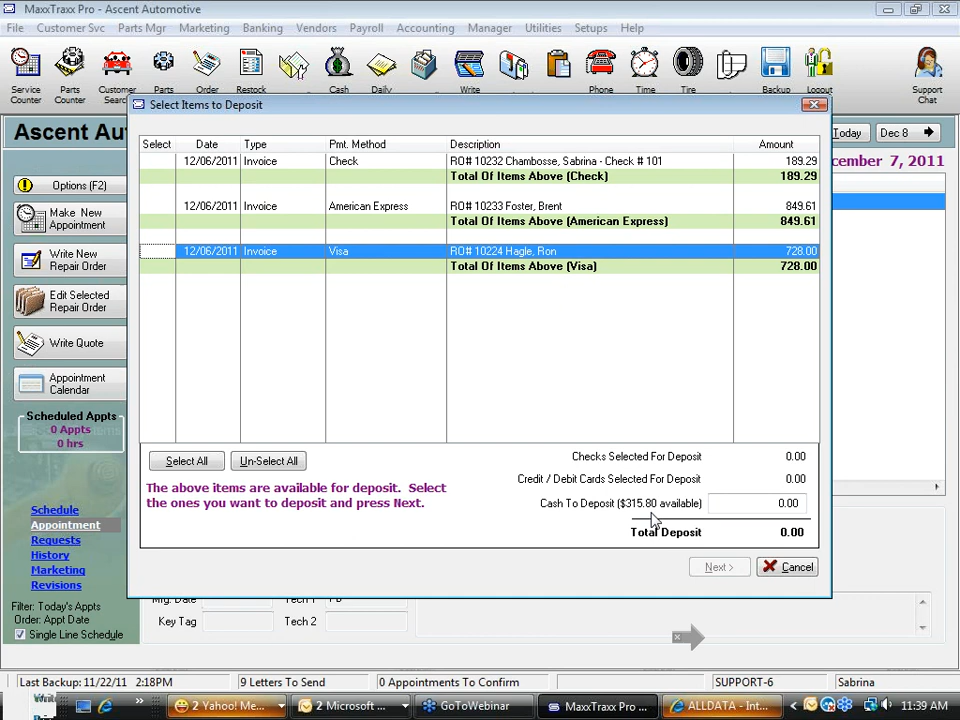 MaxxTraxx Pro - Ascent Automotive
File Customer Svc Parts Mgr Marketing Banking Vendors Payroll Accounting Manager Utilities Setups Help
Service Counter
Parts Counter
Customer Searc
Parts
Order
Restock
Cash
Daily
Write
Phone
Time
Tire
Backup
Logout
Support Chat
Select Items to Deposit
Ascent Aut
Today Dec 8
cember 7, 2011
Options (F2)
Make New Appointment
Write New Repair Order
Edit Selected Repair Order
Write Quote
Appointment Calendar
Scheduled Appts
0 Appts
0 hrs
Schedule
Appointment
Requests
History
Marketing
Revisions
Filter: Today's Appts
Order: Appt Date
Single Line Schedule
Select Date Type Pmt. Method Description Amount
12/06/2011 Invoice Check RO# 10232 Chambosse, Sabrina - Check # 101 189.29
Total Of Items Above (Check) 189.29
12/06/2011 Invoice American Express RO# 10233 Foster, Brent 849.61
Total Of Items Above (American Express) 849.61
12/06/2011 Invoice Visa RO# 10224 Hagle, Ron 728.00
Total Of Items Above (Visa) 728.00
Select All Un-Select All
The above items are available for deposit. Select
the ones you want to deposit and press Next.
Checks Selected For Deposit 0.00
Credit / Debit Cards Selected For Deposit 0.00
Cash To Deposit ($315.80 available) 0.00
Total Deposit 0.00
Next > Cancel
Mfg. Date Tech 1
Key Tag Tech 2
Last Backup: 11/22/11 2:18PM 9 Letters To Send 0 Appointments To Confirm SUPPORT-6 Sabrina
2 Yahoo! Me... 2 Microsoft ... GoToWebinar MaxxTraxx Pro ... ALLDATA - Int... 11:39 AM